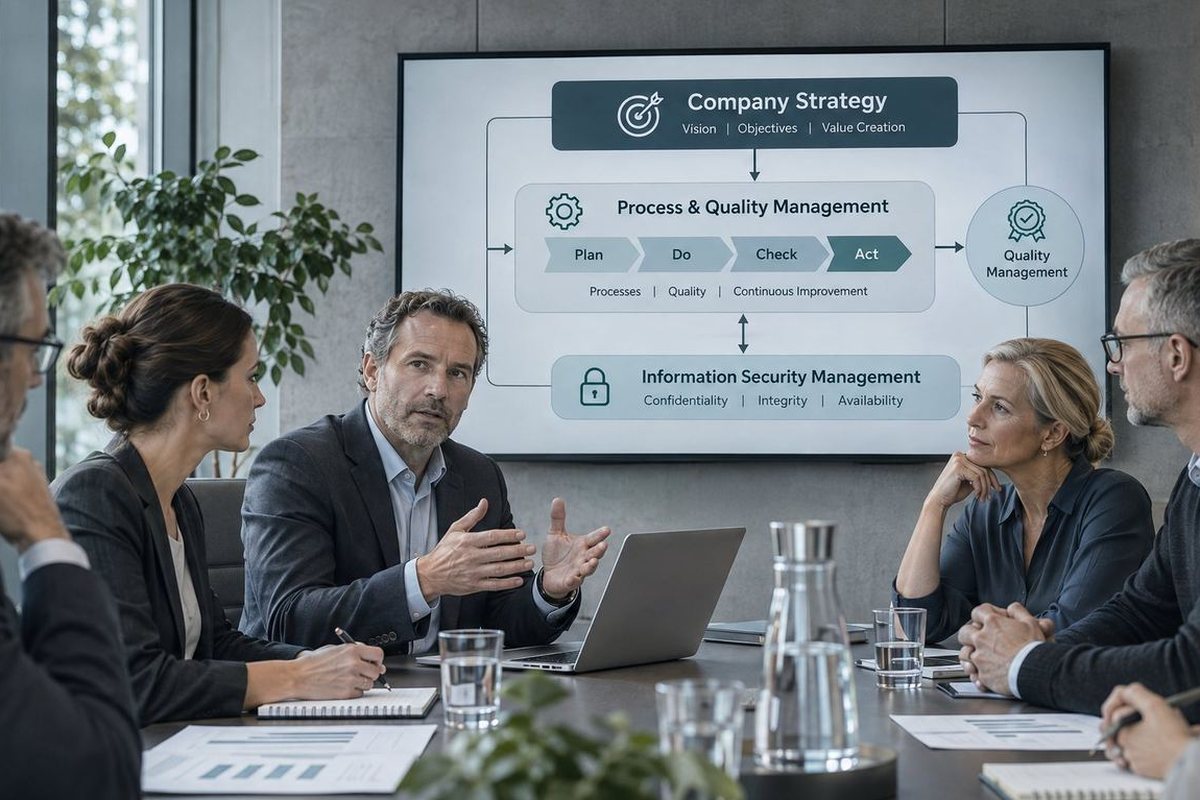 Company Strategy
Vision | Objectives | Value Creation
Process & Quality Management
Plan
Do
Check
Act
Processes | Quality | Continuous Improvement
Quality
Management
Information Security Management
Confidentiality | Integrity | Availability